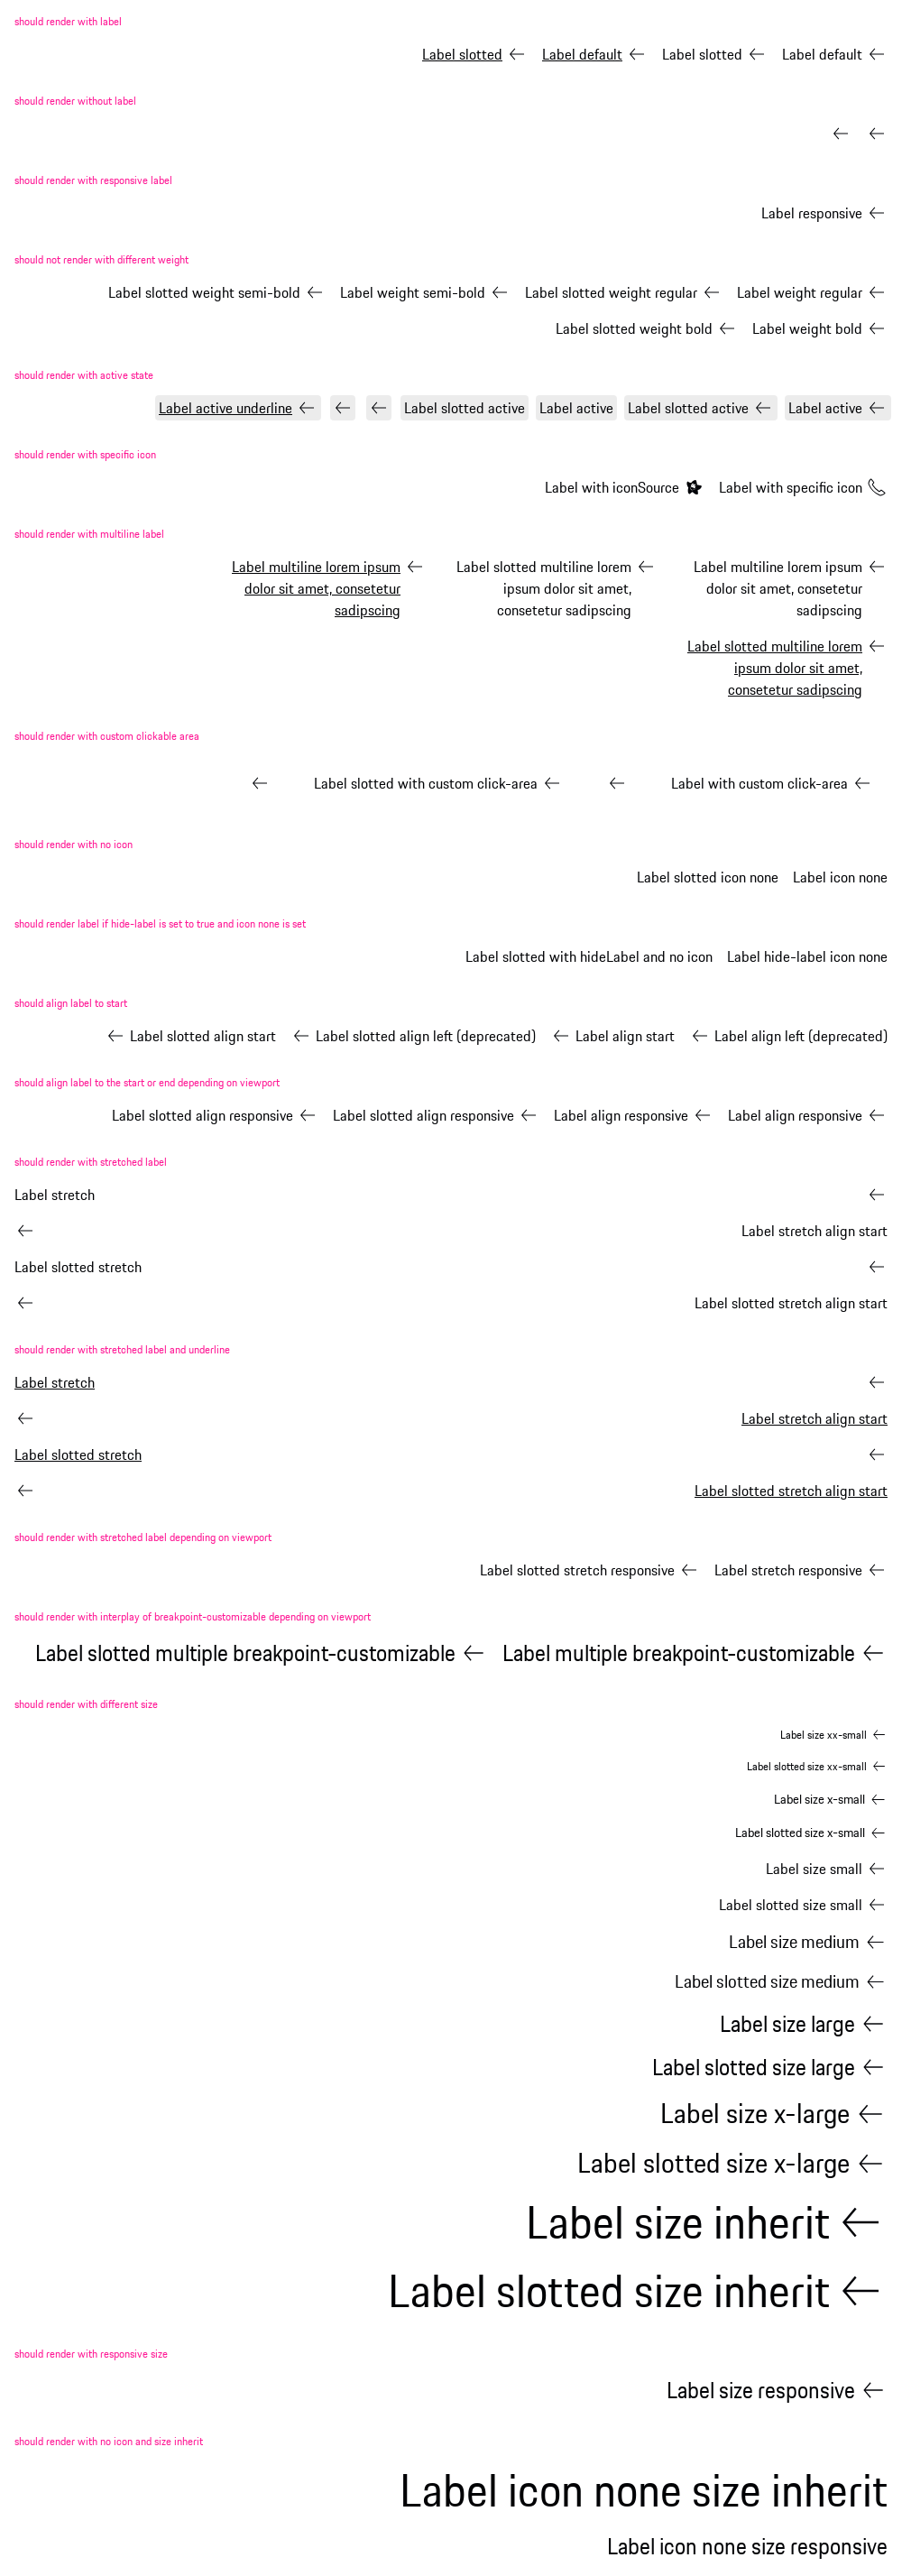 should render with label
Label slotted Label default Label slotted Label default
should render without label
should render with responsive label
Label responsive
should not render with different weight
Label slotted weight semi-bold Label weight semi-bold Label slotted weight regular Label weight regular
Label slotted weight bold Label weight bold
should render with active state
Label active underline Label slotted active Label active Label slotted active Label active
should render with specific icon
Label with iconSource Label with specific icon
should render with multiline label
Label multiline lorem ipsum
dolor sit amet, consetetur
sadipscing
Label slotted multiline lorem
ipsum dolor sit amet,
consetetur sadipscing
Label multiline lorem ipsum
dolor sit amet, consetetur
sadipscing
Label slotted multiline lorem
ipsum dolor sit amet,
consetetur sadipscing
should render with custom clickable area
Label slotted with custom click-area Label with custom click-area
should render with no icon
Label slotted icon none Label icon none
should render label if hide-label is set to true and icon none is set
Label slotted with hideLabel and no icon Label hide-label icon none
should align label to start
Label slotted align start Label slotted align left (deprecated) Label align start Label align left (deprecated)
should align label to the start or end depending on viewport
Label slotted align responsive Label slotted align responsive Label align responsive Label align responsive
should render with stretched label
Label stretch
Label stretch align start
Label slotted stretch
Label slotted stretch align start
should render with stretched label and underline
Label stretch
Label stretch align start
Label slotted stretch
Label slotted stretch align start
should render with stretched label depending on viewport
Label slotted stretch responsive Label stretch responsive
should render with interplay of breakpoint-customizable depending on viewport
Label slotted multiple breakpoint-customizable Label multiple breakpoint-customizable
should render with different size
Label size xx-small
Label slotted size xx-small
Label size x-small
Label slotted size x-small
Label size small
Label slotted size small
Label size medium
Label slotted size medium
Label size large
Label slotted size large
Label size x-large
Label slotted size x-large
Label size inherit
Label slotted size inherit
should render with responsive size
Label size responsive
should render with no icon and size inherit
Label icon none size inherit
Label icon none size responsive